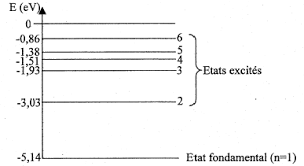 E (eV)
0
-0,86 6
-1,38 5
-1,51 4
-1,93 3
Etats excités
-3,03 2
-5,14 Etat fondamental (n=1)